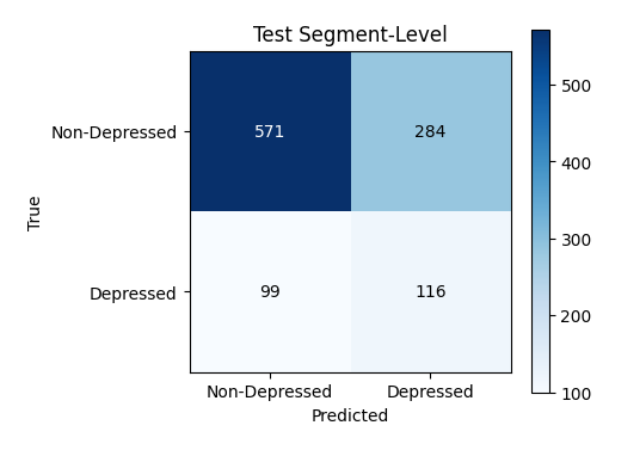 Test Segment-Level
Non-Depressed 571 284
Depressed 99 116
Non-Depressed Depressed
Predicted
True
500
400
300
200
100